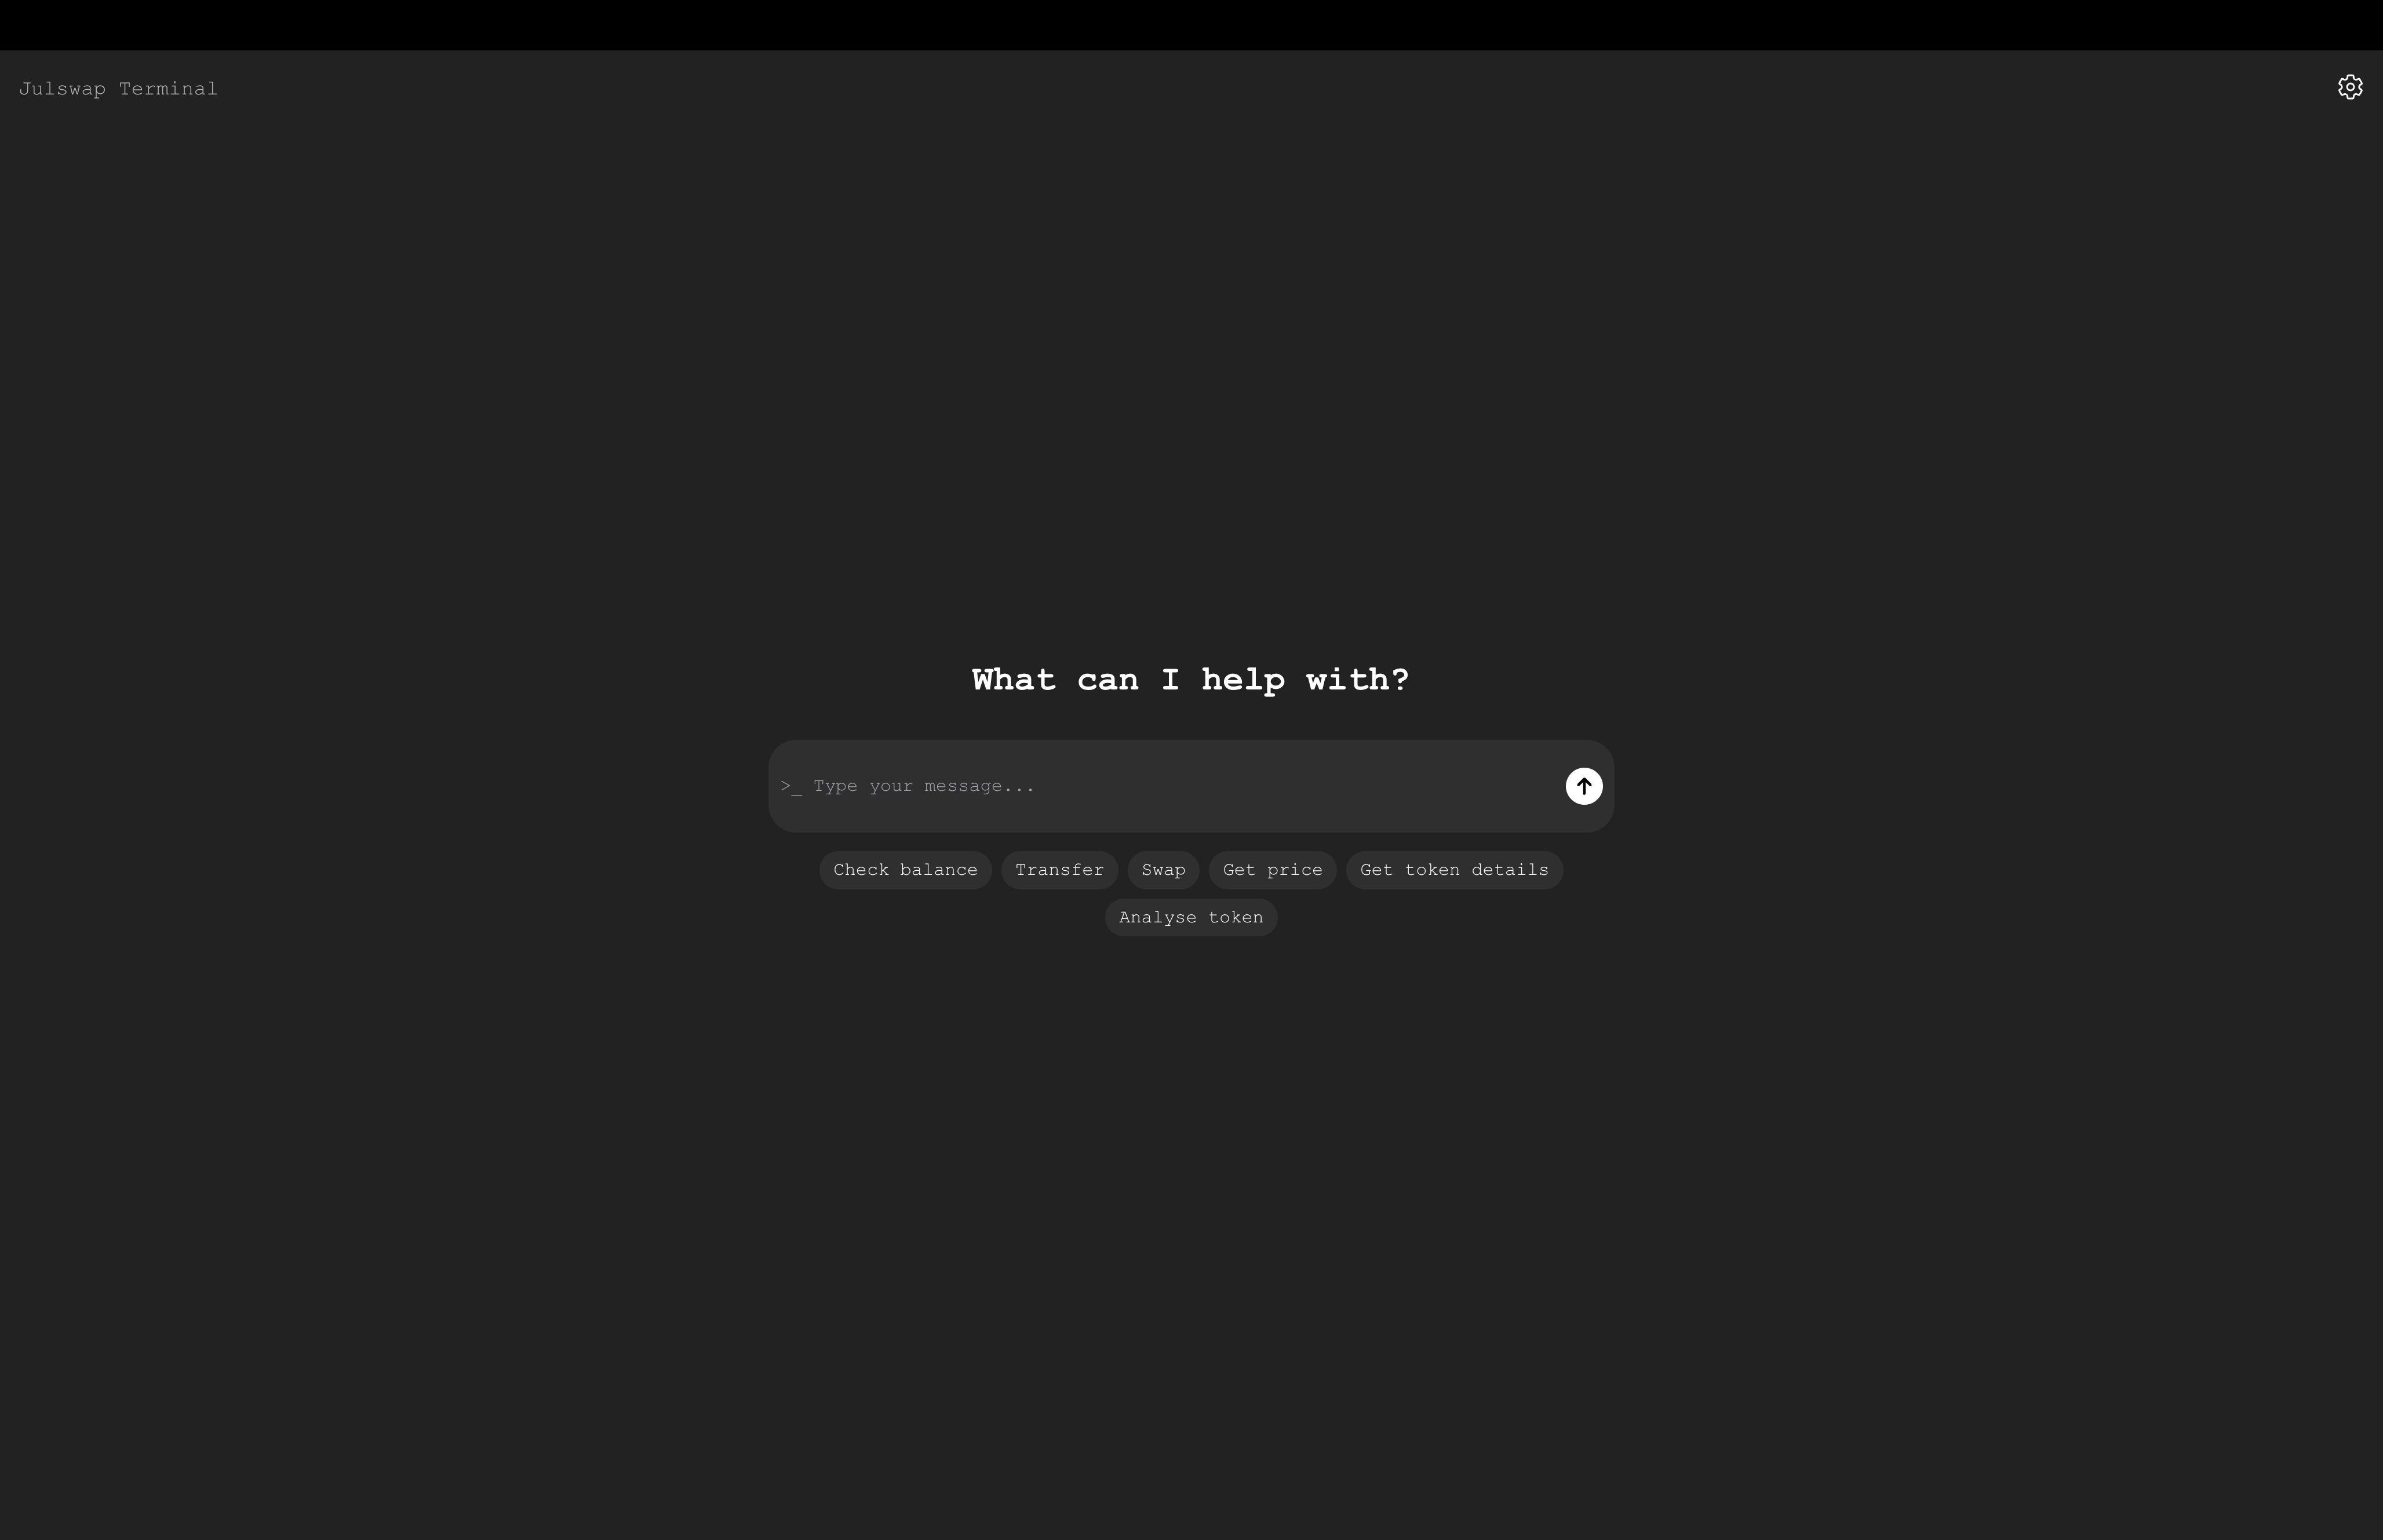 Julswap Terminal
What can I help with?
>_ Type your message...
Check balance Transfer Swap Get price Get token details
Analyse token